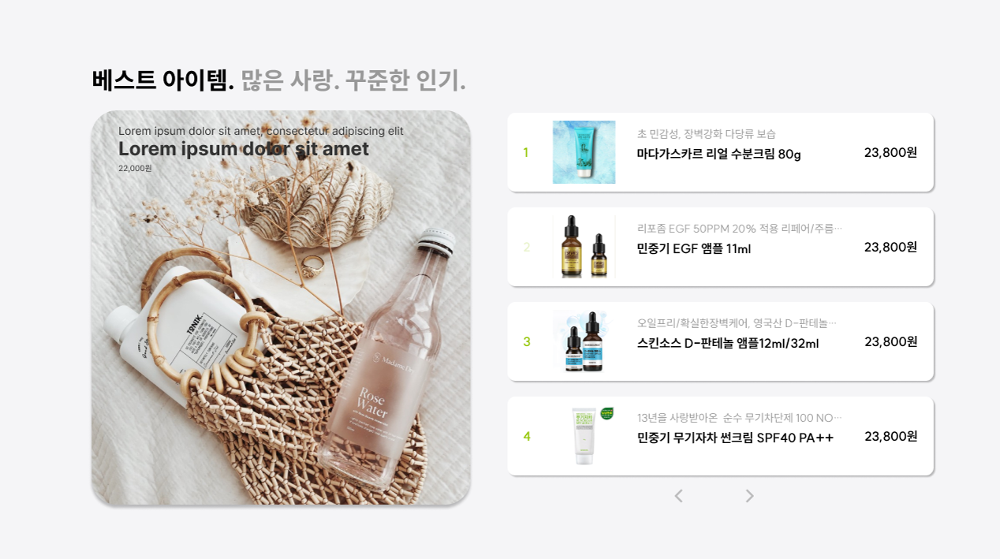 베스트 아이템. 많은 사랑. 꾸준한 인기.
Lorem ipsum dolor sit amet, consectetur adipiscing elit
Lorem ipsum dolor sit amet
22,000원
TONIK.
Madame D
Rose
Water
1
초 민감성, 장벽강화 다당류 보습
마다가스카르 리얼 수분크림 80g
23,800원
2
리포좀 EGF 50PPM 20% 적용 리페어/주름···
민중기 EGF 앰플 11ml
23,800원
3
오일프리/확실한장벽케어, 영국산 D-판테놀···
스킨소스 D-판테놀 앰플12ml/32ml
23,800원
4
무기자차
13년을 사랑받아온 순수 무기차단제 100 NO···
민중기 무기자차 썬크림 SPF40 PA++
23,800원